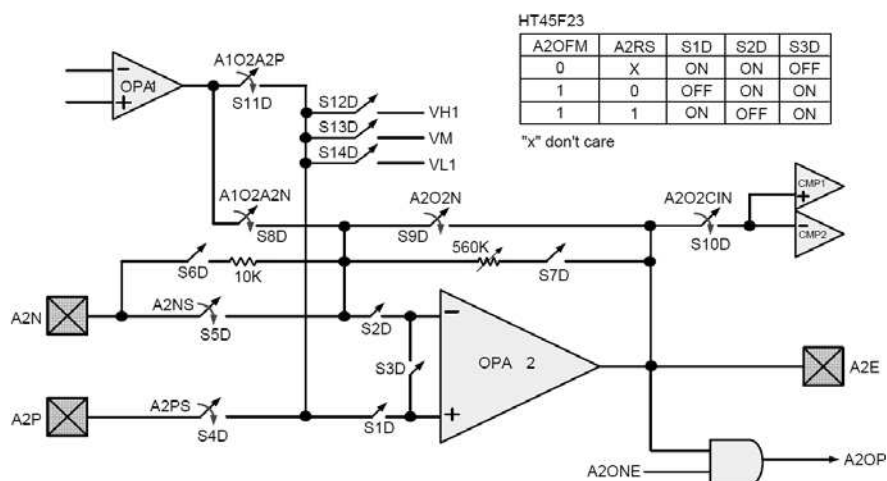 HT45F23
A2OFM A2RS S1D S2D S3D
0 X ON ON OFF
1 0 OFF ON ON
1 1 ON OFF ON
"x" don't care
OPA1
A1O2A2P
S11D
S12D
VH1
S13D
VM
S14D
VL1
A1O2A2N
S8D
A2O2N
S9D
A2O2CIN
S10D
CMP1
CMP2
S6D
10K
560K
S7D
A2N
A2NS
S5D
S2D
S3D
OPA 2
A2E
A2P
A2PS
S4D
S1D
A2ONE
A2OP